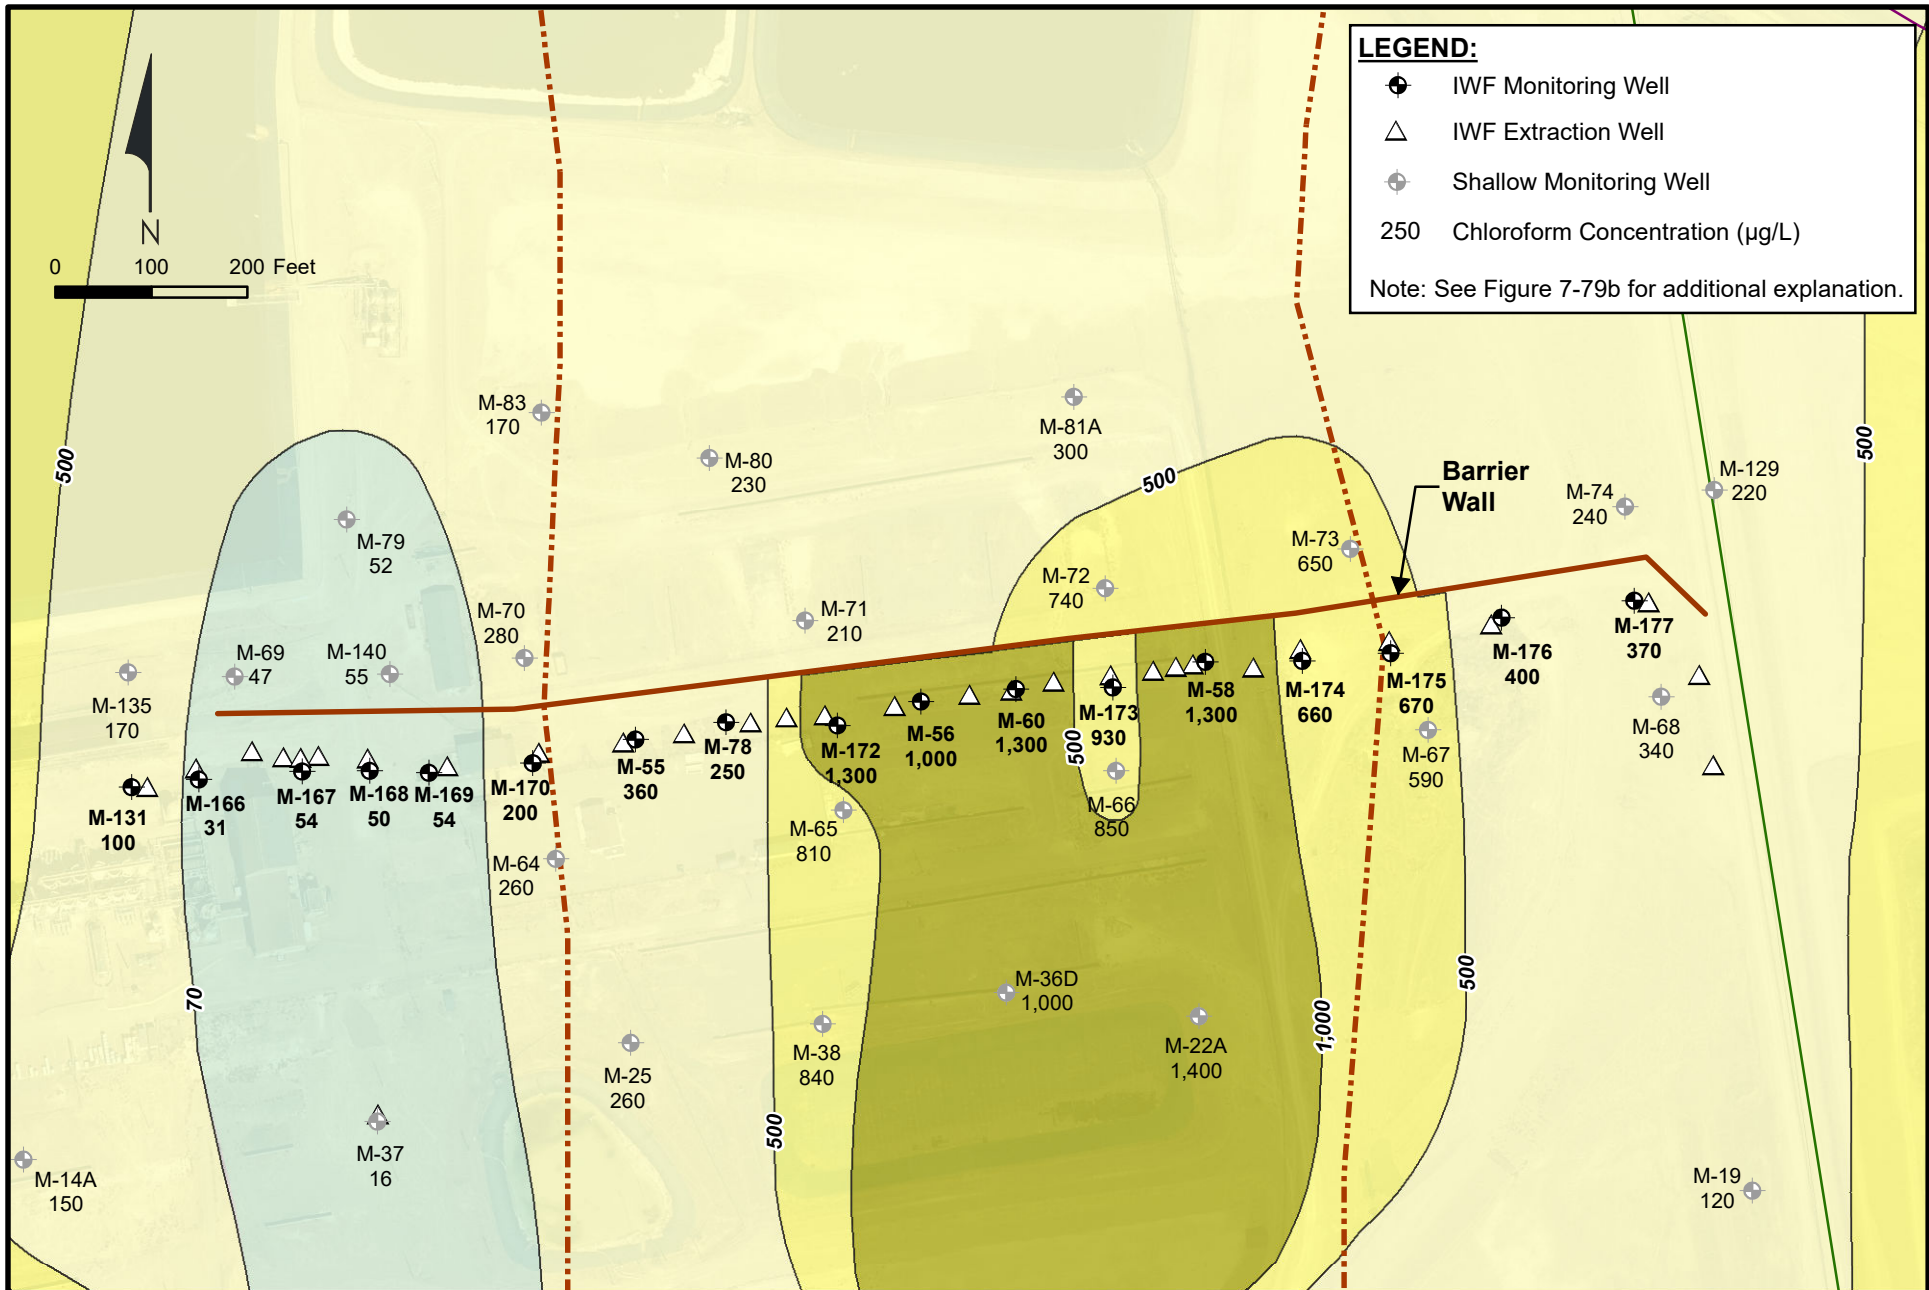 LEGEND:
IWF Monitoring Well
IWF Extraction Well
Shallow Monitoring Well
250 Chloroform Concentration (µg/L)
Note: See Figure 7-79b for additional explanation.
N
0 100 200 Feet
500
500
M-83
170
M-80
230
M-81A
300
500
Barrier
Wall
M-74
240
M-129
220
M-79
52
M-73
650
M-72
740
M-71
210
M-70
280
M-69
47
M-140
55
M-135
170
M-177
370
M-176
400
M-175
670
M-174
660
M-58
1,300
M-173
930
M-60
1,300
M-56
1,000
M-172
1,300
M-78
250
M-55
360
M-170
200
M-169
54
M-168
50
M-167
54
M-166
31
M-131
100
M-68
340
M-67
590
500
M-66
850
M-65
810
M-64
260
70
500
1,000
M-36D
1,000
M-22A
1,400
M-38
840
M-25
260
500
M-37
16
M-14A
150
M-19
120